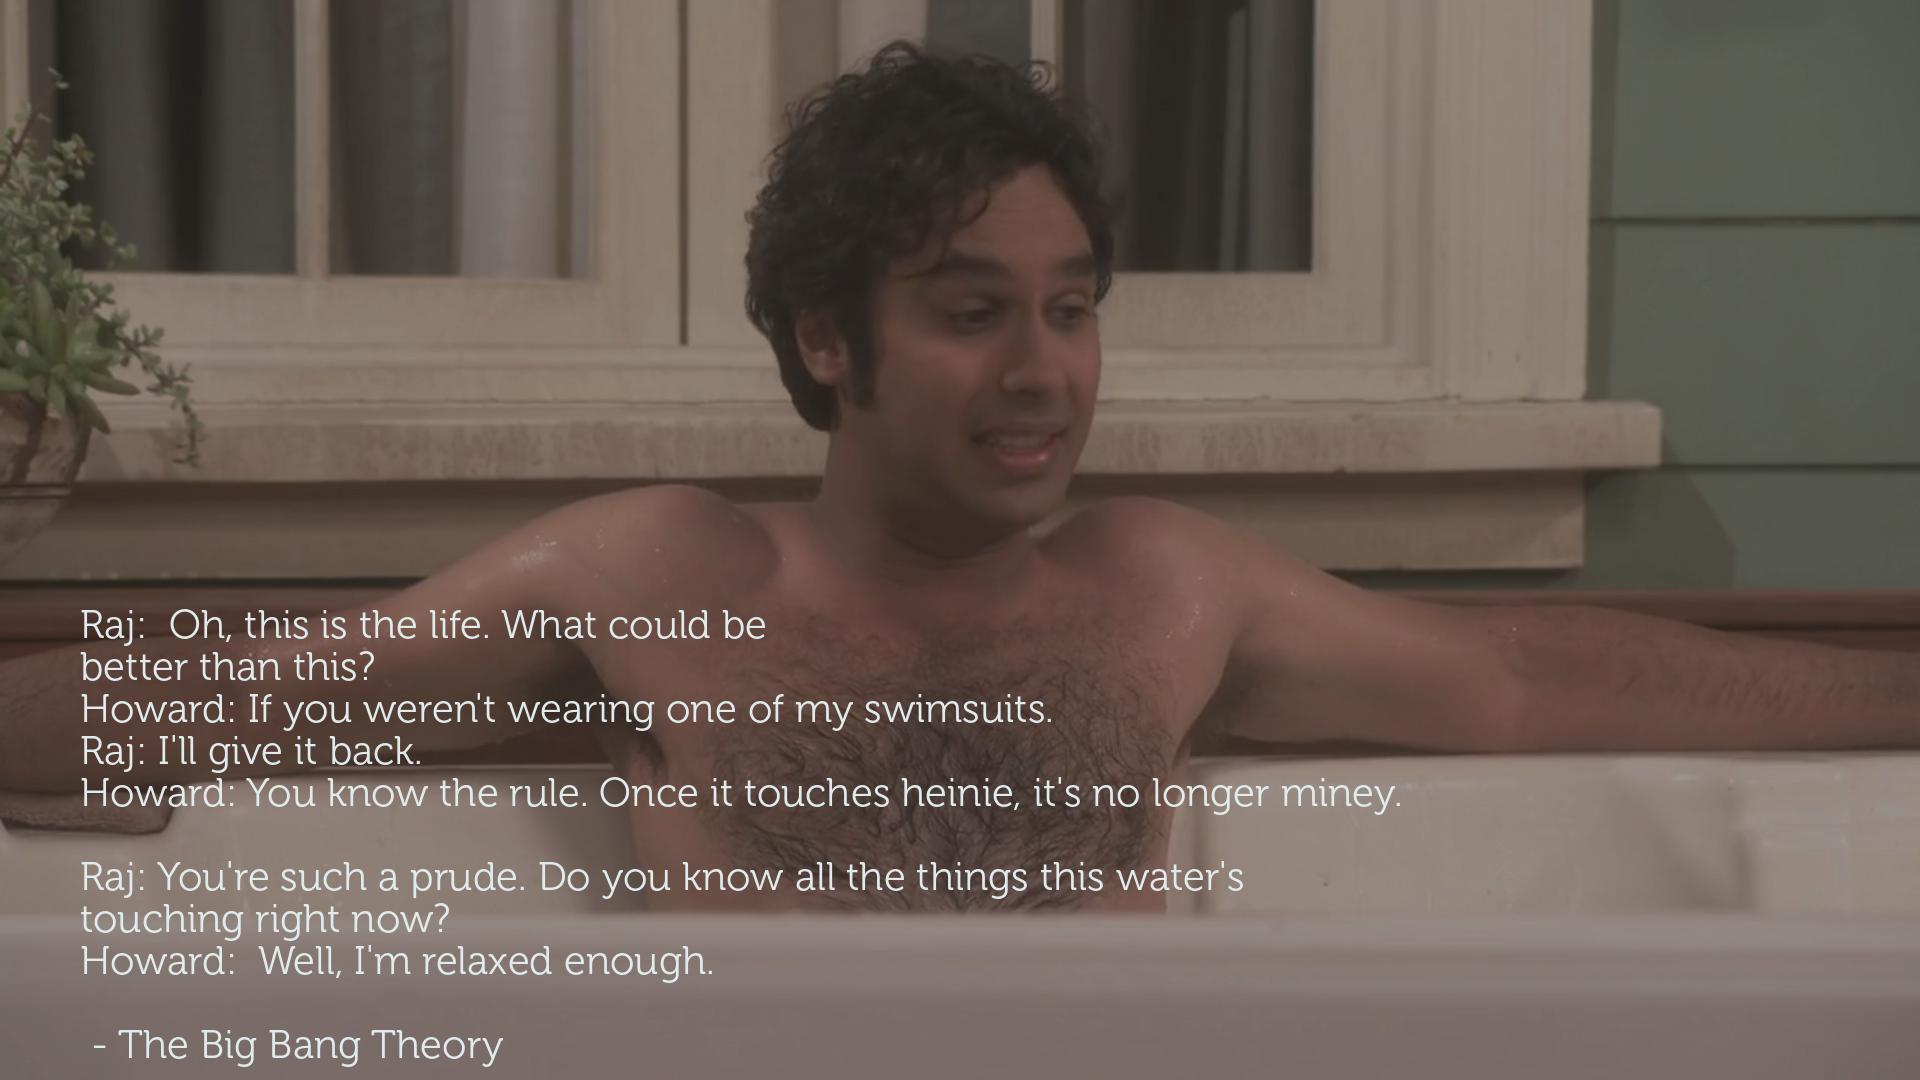 Raj:  Oh, this is the life. What could be
better than this?
Howard: If you weren't wearing one of my swimsuits.
Raj: I'll give it back.
Howard: You know the rule. Once it touches heinie, it's no longer miney.
Raj: You're such a prude. Do you know all the things this water's
touching right now?
Howard:  Well, I'm relaxed enough.
- The Big Bang Theory